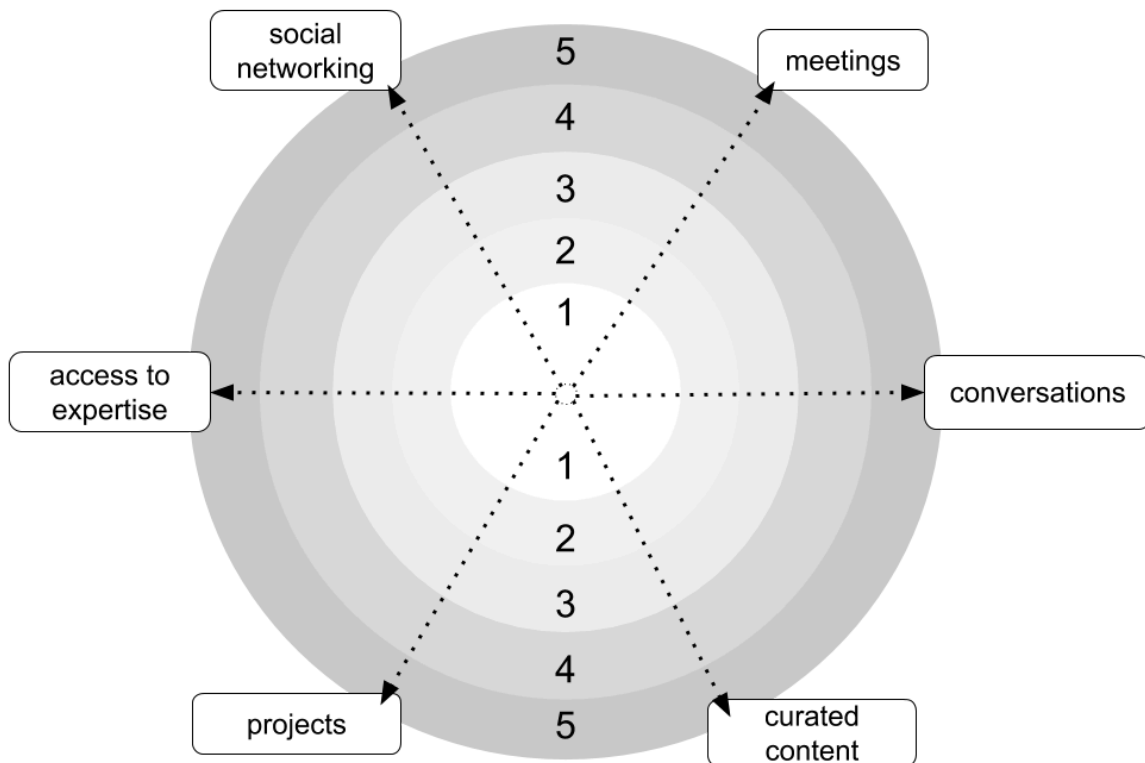 social
networking
5
meetings
4
3
2
1
access to
expertise
conversations
1
2
3
4
projects
5
curated
content